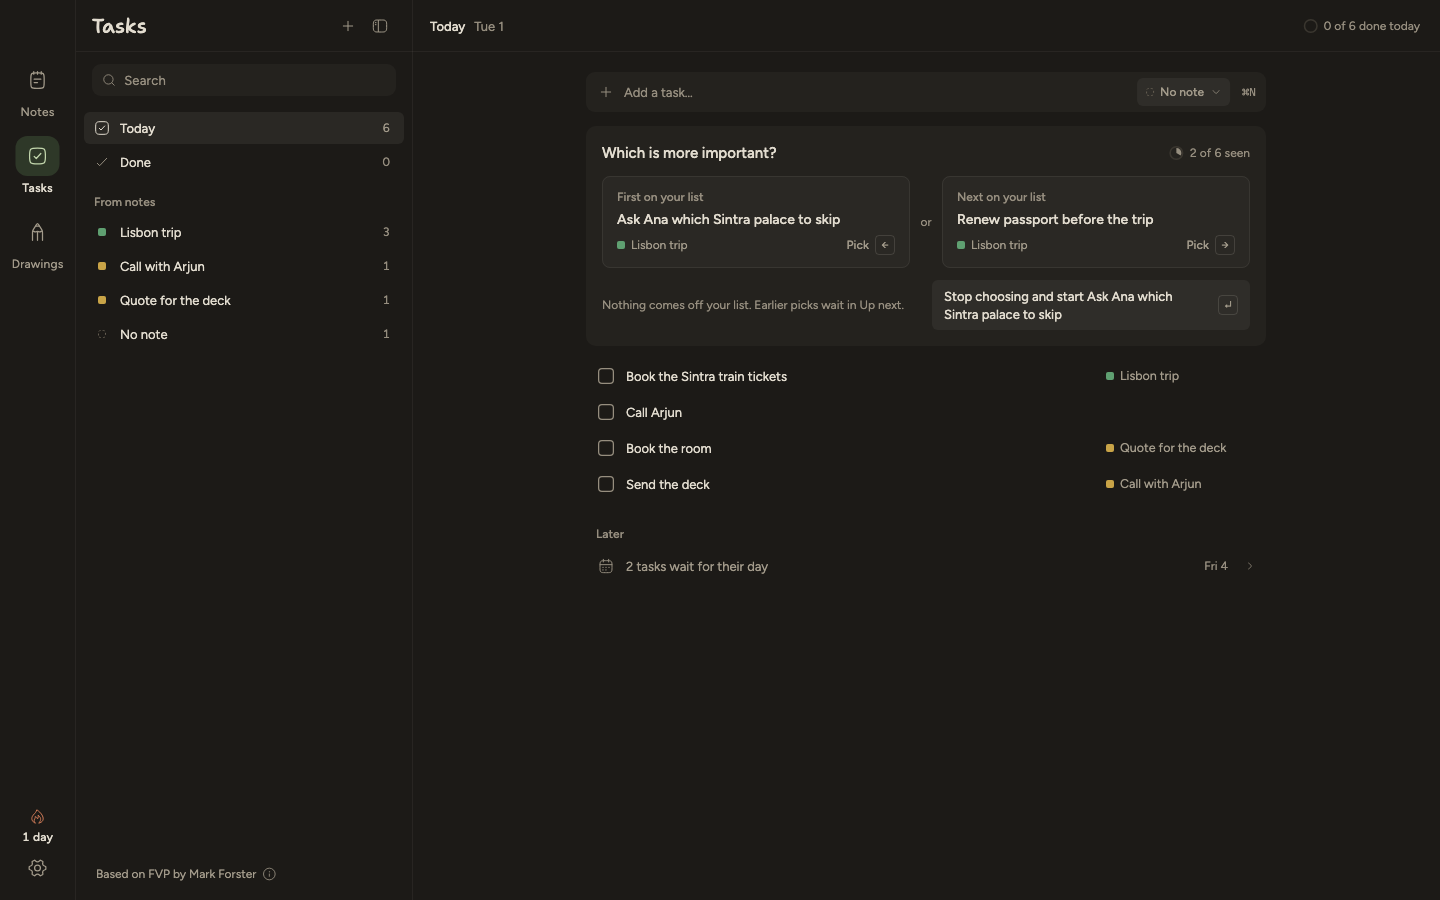 Tasks
Today Tue 1
0 of 6 done today
Notes
Tasks
Drawings
1 day
Search
Today 6
Done 0
From notes
Lisbon trip 3
Call with Arjun 1
Quote for the deck 1
No note 1
Based on FVP by Mark Forster
Add a task...
No note
⌘N
Which is more important?
2 of 6 seen
First on your list
Ask Ana which Sintra palace to skip
Lisbon trip
Pick ←
or
Next on your list
Renew passport before the trip
Lisbon trip
Pick →
Nothing comes off your list. Earlier picks wait in Up next.
Stop choosing and start Ask Ana which
Sintra palace to skip
Book the Sintra train tickets Lisbon trip
Call Arjun
Book the room Quote for the deck
Send the deck Call with Arjun
Later
2 tasks wait for their day Fri 4